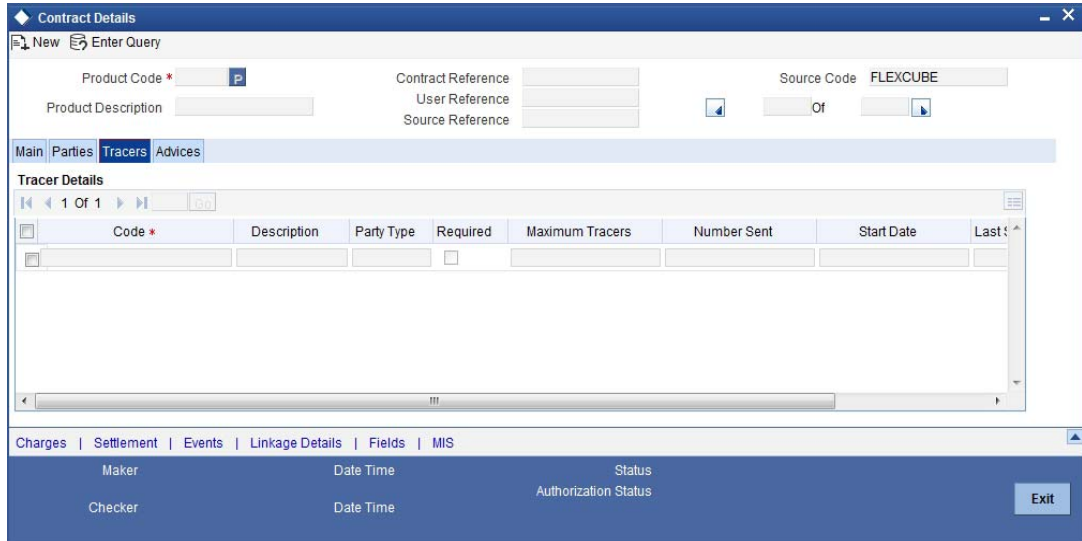 Contract Details
New Enter Query
Product Code * P Contract Reference Source Code FLEXCUBE
Product Description User Reference Of
Source Reference
Main Parties Tracers Advices
Tracer Details
1 Of 1 Go
Code * Description Party Type Required Maximum Tracers Number Sent Start Date Last
Charges | Settlement | Events | Linkage Details | Fields | MIS
Maker Date Time Status
Authorization Status
Checker Date Time
Exit